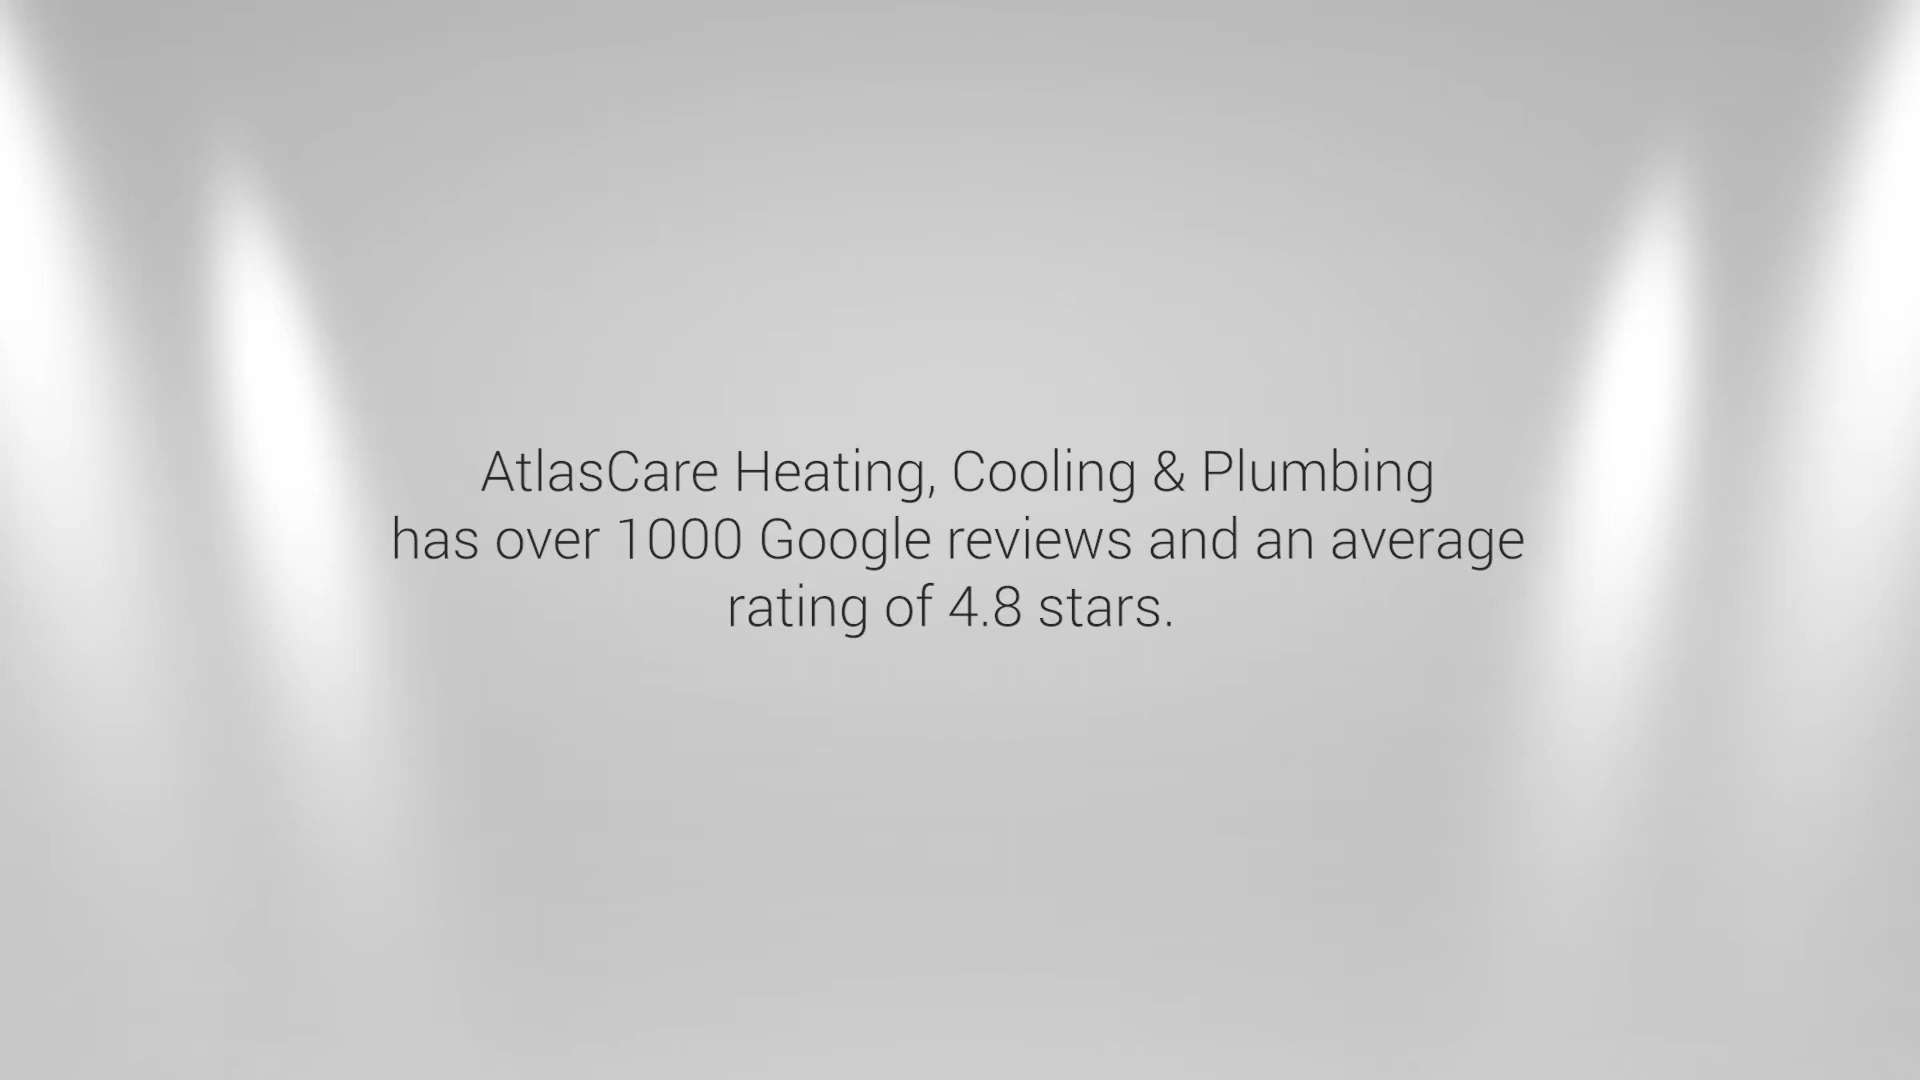 AtlasCare Heating, Cooling & Plumbing
has over 1000 Google reviews and an average
rating of 4.8 stars.